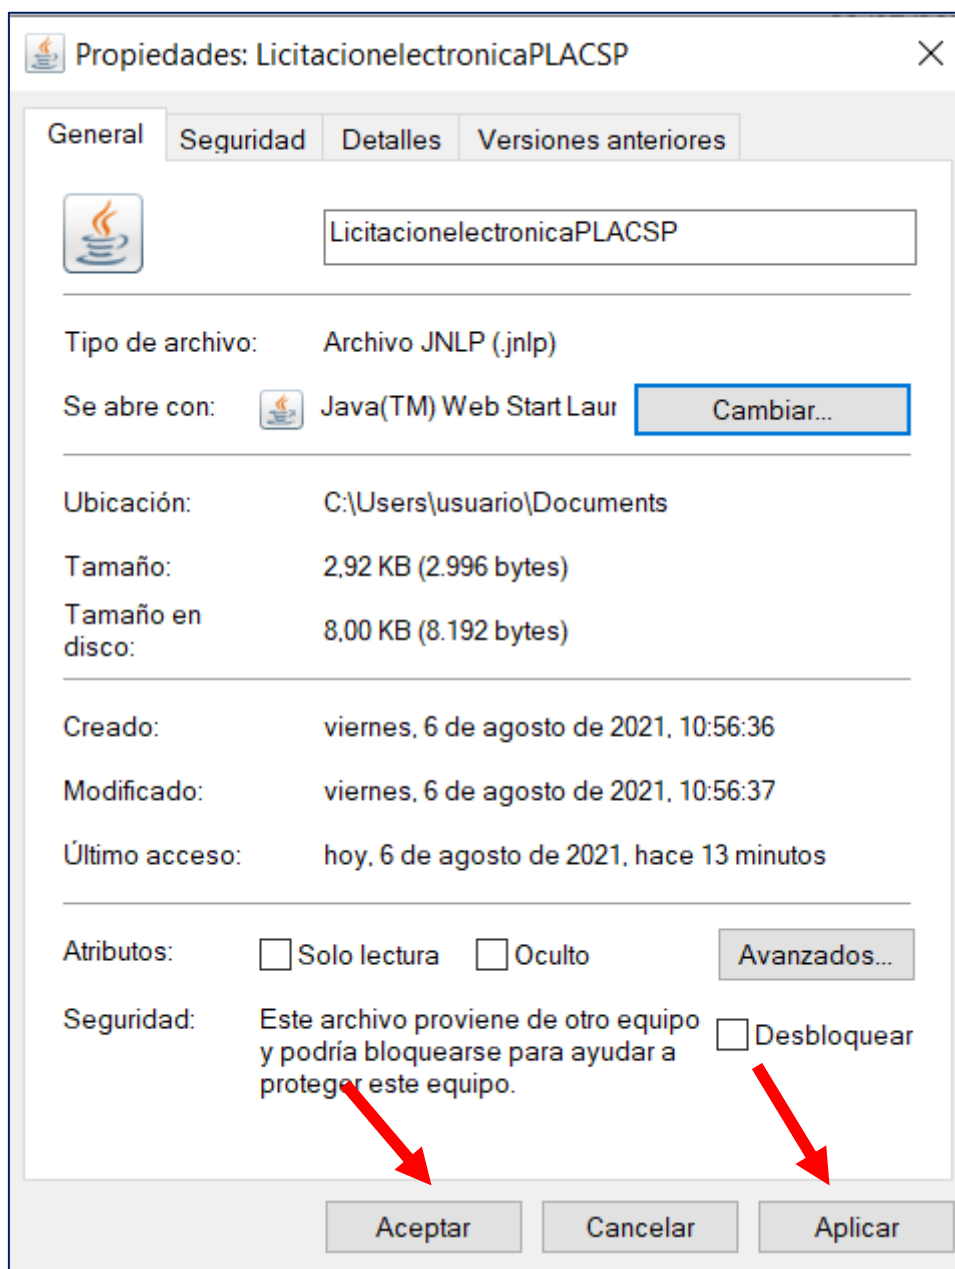 Propiedades: LicitacionelectronicaPLACSP
General Seguridad Detalles Versiones anteriores
LicitacionelectronicaPLACSP
Tipo de archivo: Archivo JNLP (.jnlp)
Se abre con: Java(TM) Web Start Laur Cambiar...
Ubicación: C:\Users\usuario\Documents
Tamaño: 2,92 KB (2.996 bytes)
Tamaño en
disco: 8,00 KB (8.192 bytes)
Creado: viernes, 6 de agosto de 2021, 10:56:36
Modificado: viernes, 6 de agosto de 2021, 10:56:37
Último acceso: hoy, 6 de agosto de 2021, hace 13 minutos
Atributos: Solo lectura Oculto Avanzados...
Seguridad: Este archivo proviene de otro equipo
y podría bloquearse para ayudar a
proteger este equipo.
Desbloquear
Aceptar Cancelar Aplicar